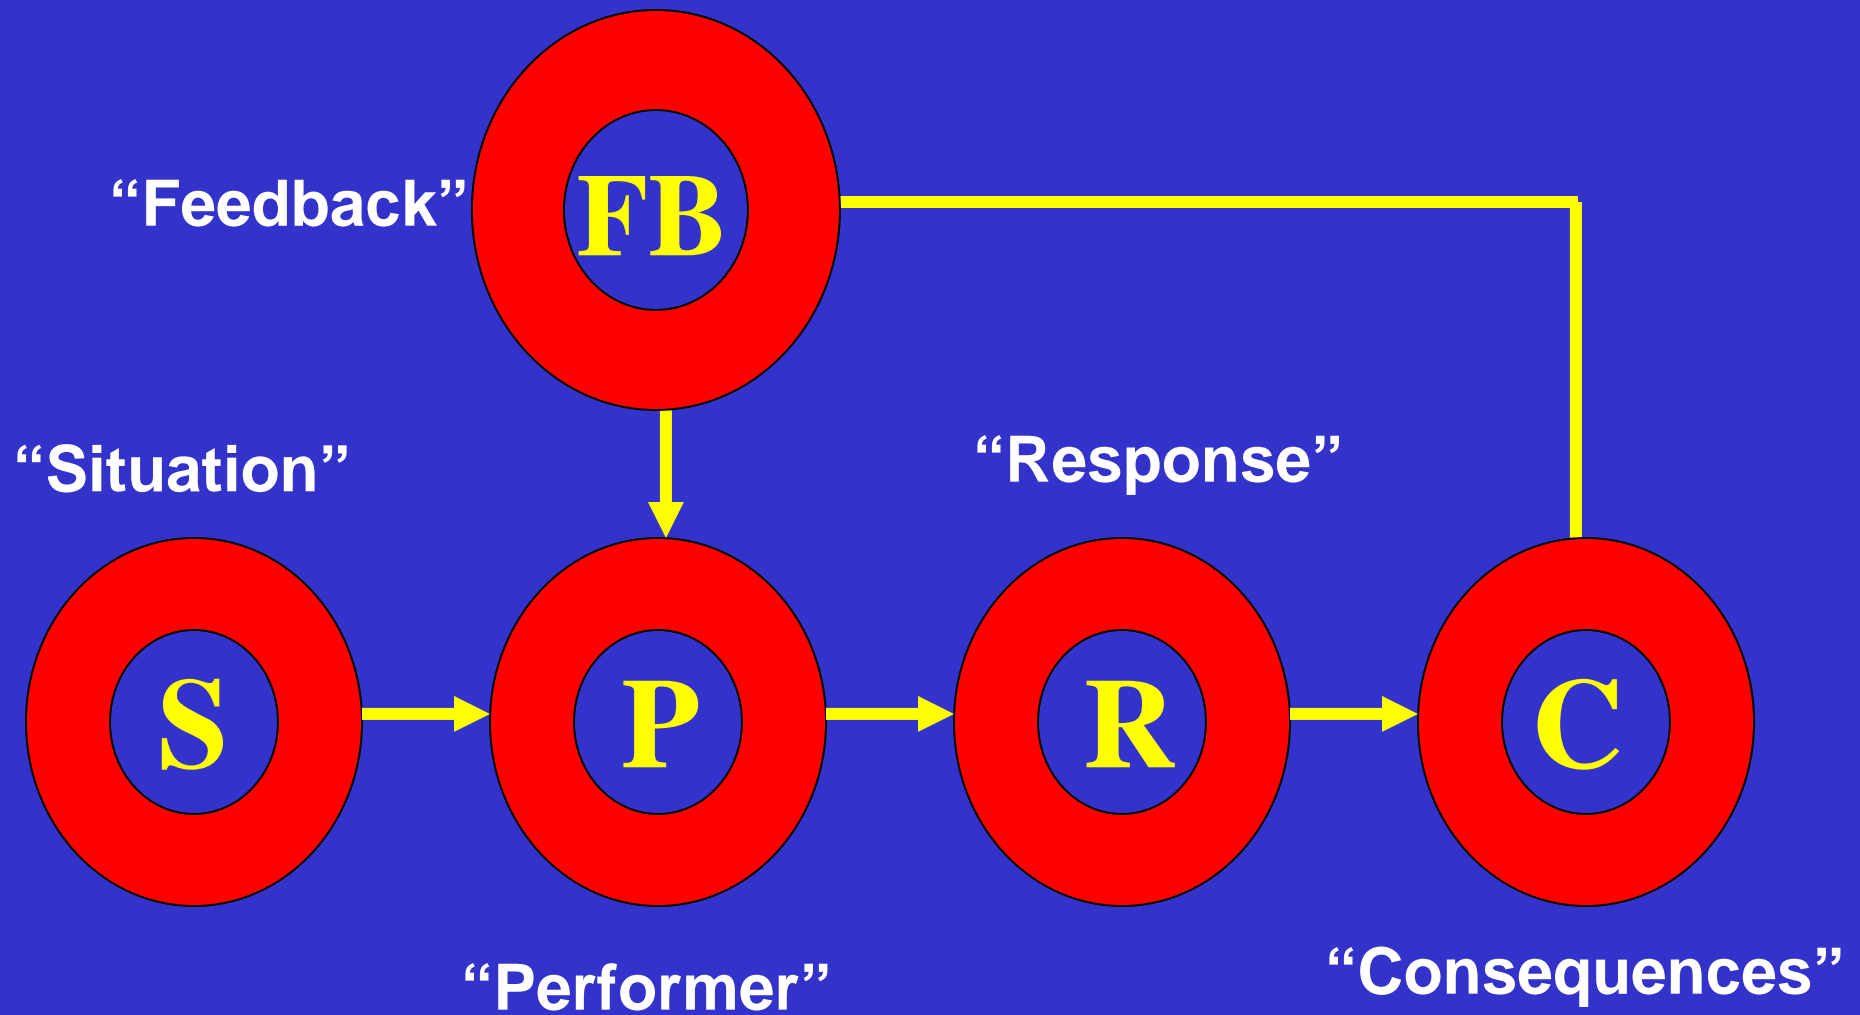 “Feedback”
FB
“Situation”
“Response”
S
P
R
C
“Performer”
“Consequences”